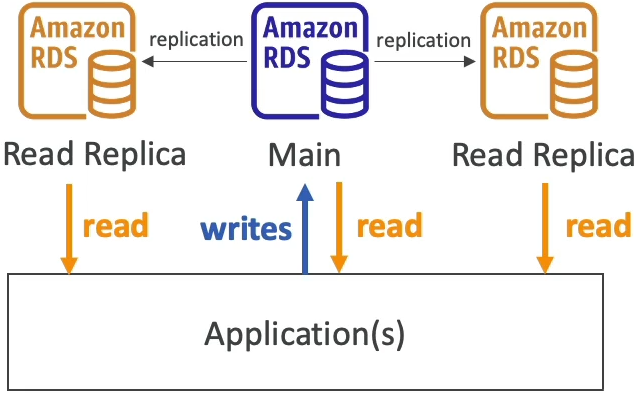 Amazon
RDS
replication
Amazon
RDS
replication
Amazon
RDS
Read Replica
Main
Read Replica
read
writes
read
read
Application(s)